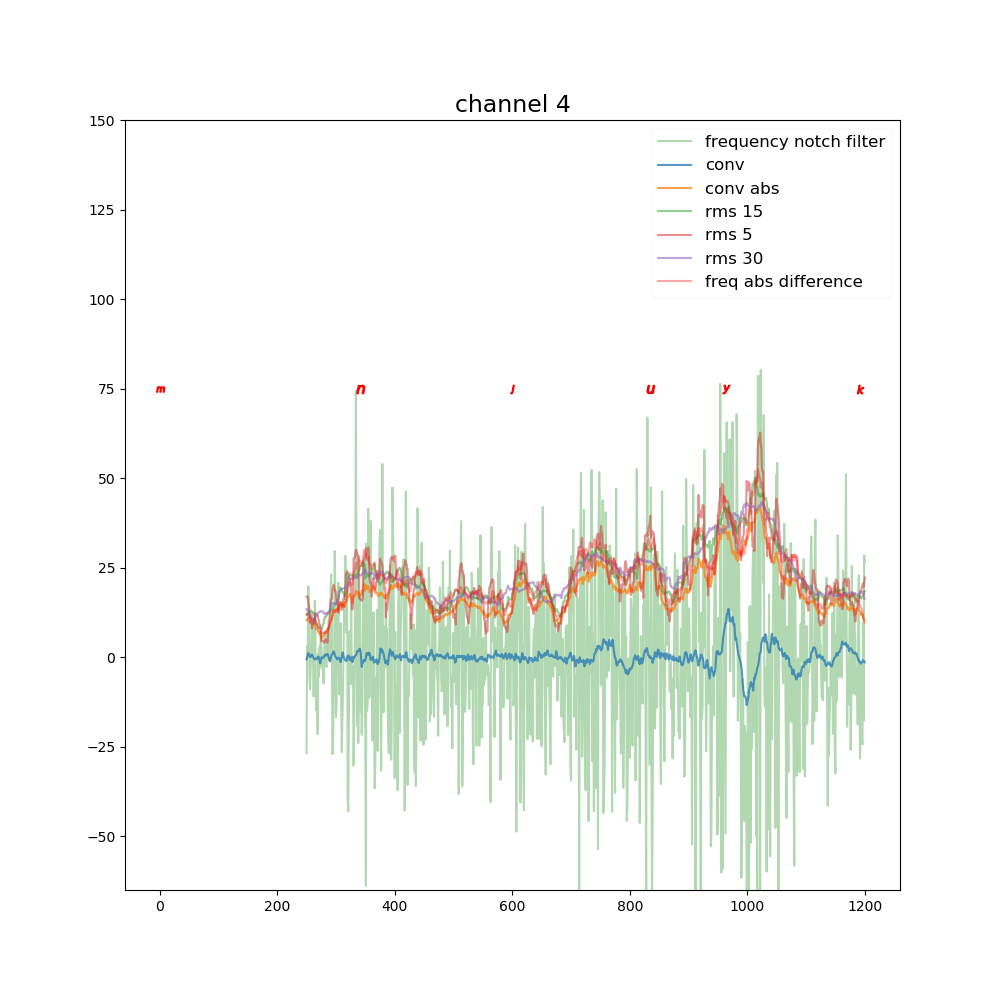 channel 4
150
125
100
75
50
25
0
−25
−50
frequency notch filter
conv
conv abs
rms 15
rms 5
rms 30
freq abs difference
m n j u y k
0 200 400 600 800 1000 1200